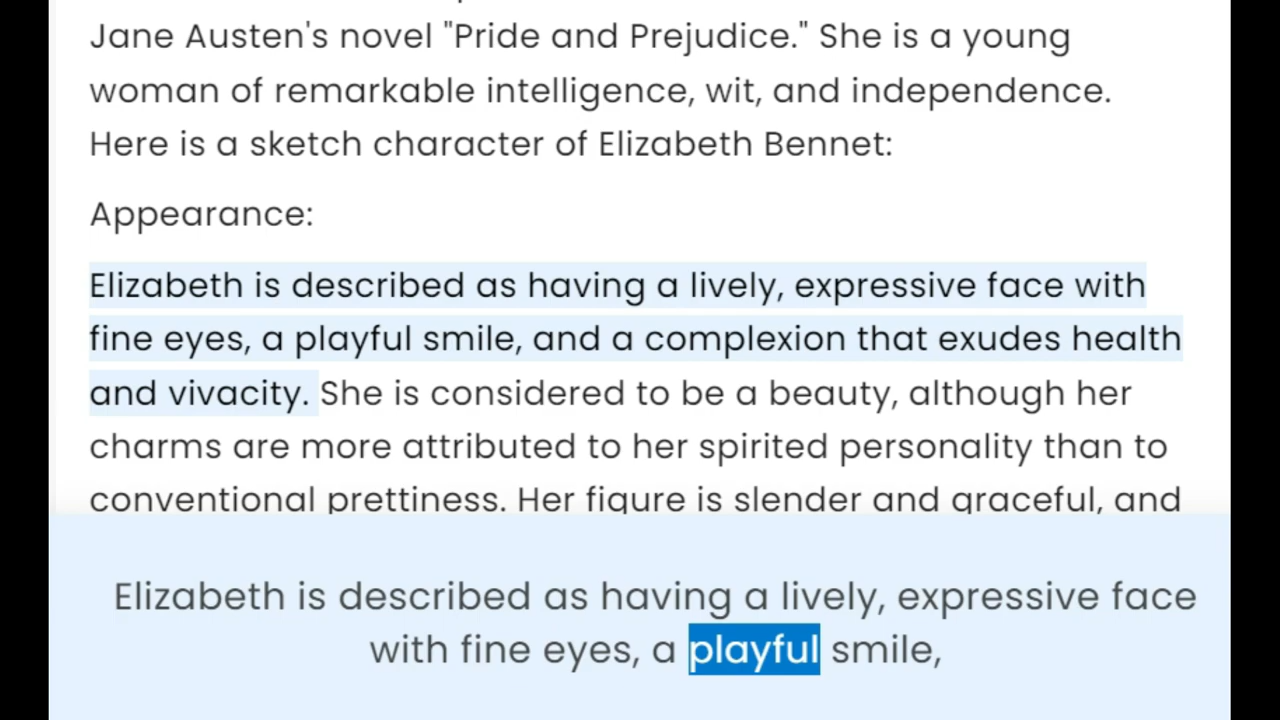 Jane Austen's novel "Pride and Prejudice." She is a young
woman of remarkable intelligence, wit, and independence.
Here is a sketch character of Elizabeth Bennet:
Appearance:
Elizabeth is described as having a lively, expressive face with
fine eyes, a playful smile, and a complexion that exudes health
and vivacity. She is considered to be a beauty, although her
charms are more attributed to her spirited personality than to
conventional prettiness. Her figure is slender and graceful, and
Elizabeth is described as having a lively, expressive face
with fine eyes, a playful smile,